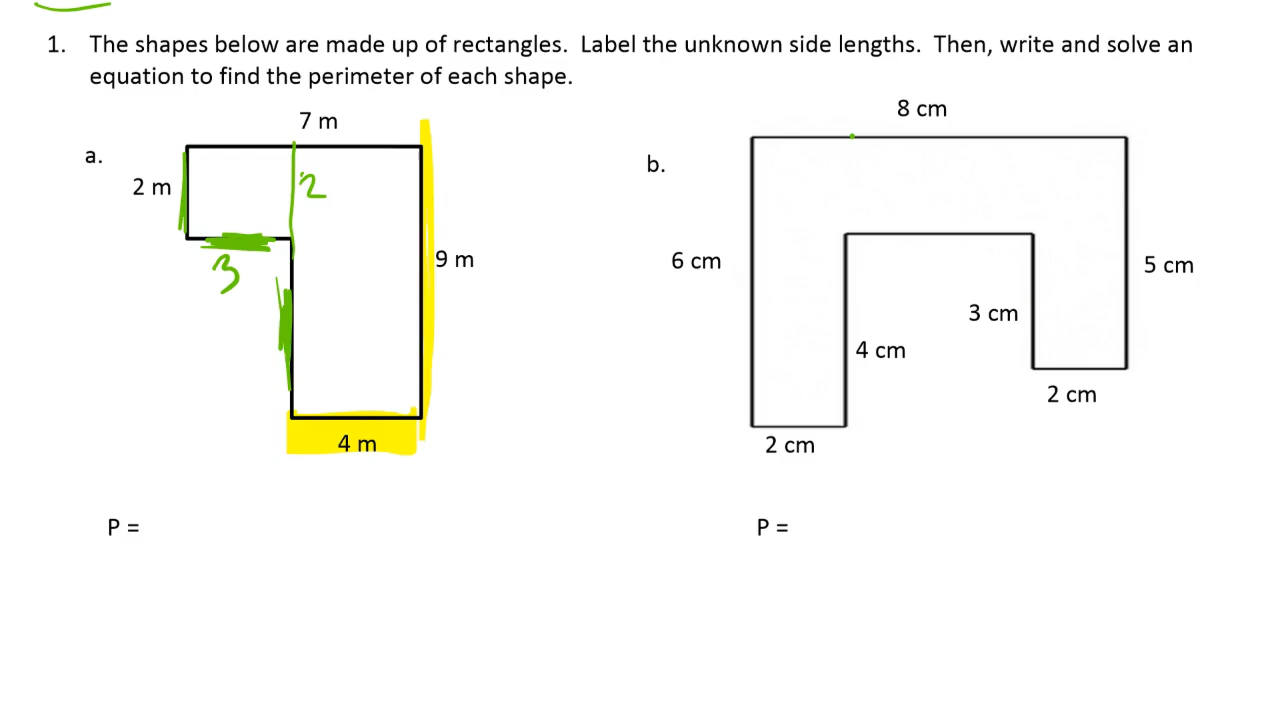 1. The shapes below are made up of rectangles. Label the unknown side lengths. Then, write and solve an
equation to find the perimeter of each shape.
a.
7 m
2 m
2
3
9 m
4 m
P =
b.
8 cm
6 cm
5 cm
3 cm
4 cm
2 cm
2 cm
P =